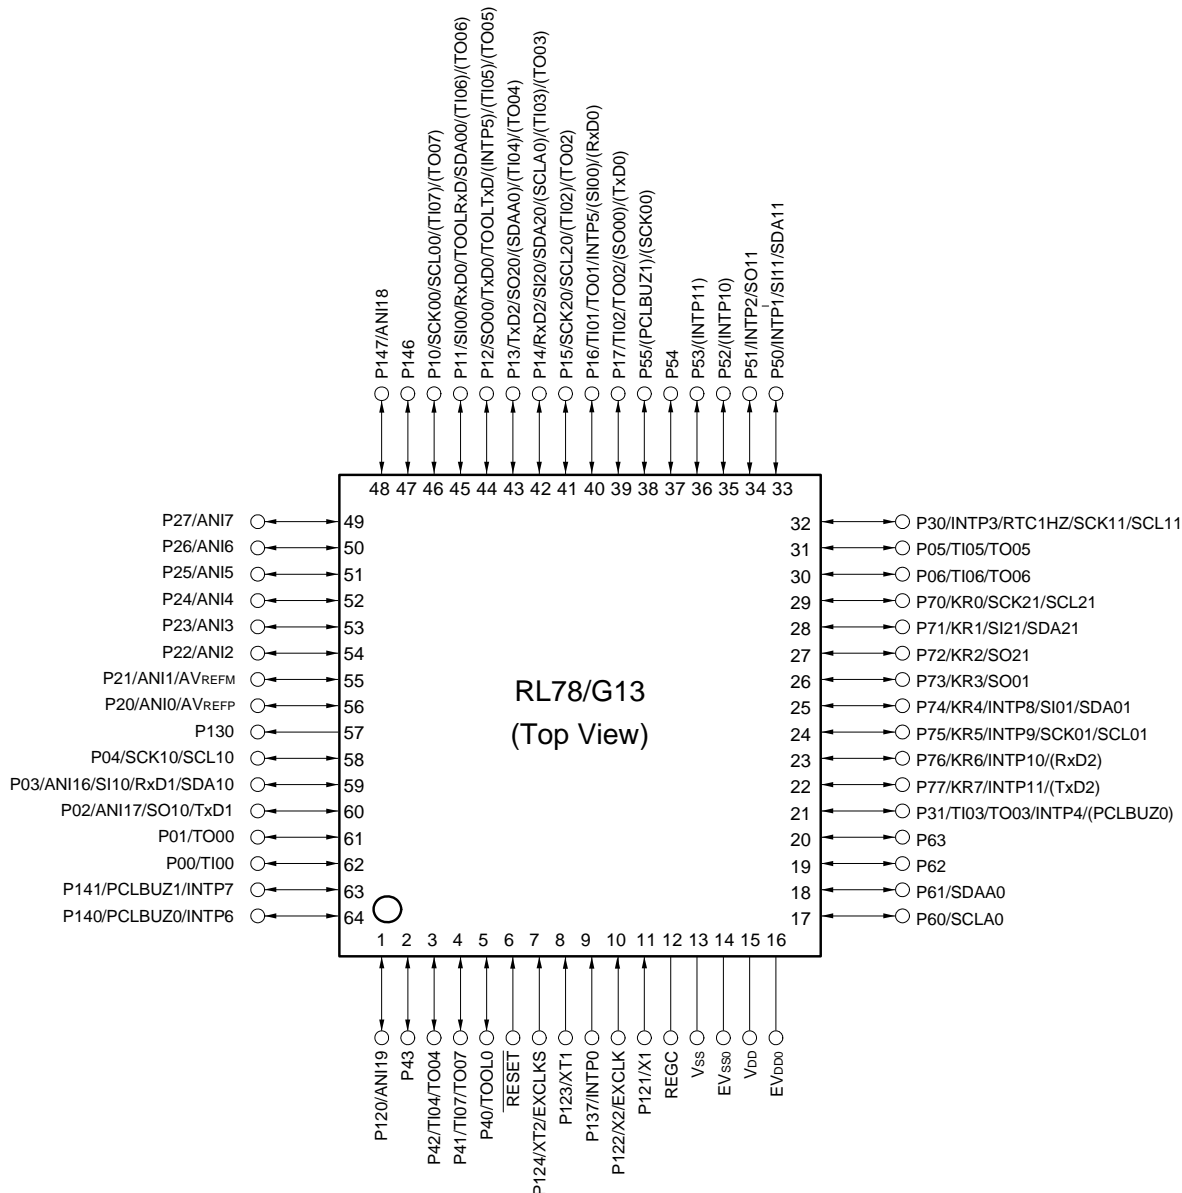 P147/ANI18
P146
P10/SCK00/SCL00/(TI07)/(TO07)
P11/SI00/RxD0/TOOLRxD/SDA00/(TI06)/(TO06)
P12/SO00/TxD0/TOOLTxD/(INTP5)/(TI05)/(TO05)
P13/TxD2/SO20/(SDAA0)/(TI04)/(TO04)
P14/RxD2/SI20/SDA20/(SCLA0)/(TI03)/(TO03)
P15/SCK20/SCL20/(TI02)/(TO02)
P16/TI01/TO01/INTP5/(SI00)/(RxD0)
P17/TI02/TO02/(SO00)/(TxD0)
P55/(PCLBUZ1)/(SCK00)
P54
P53/(INTP11)
P52/(INTP10)
P51/INTP2/SO11
P50/INTP1/SI11/SDA11
48 47 46 45 44 43 42 41 40 39 38 37 36 35 34 33
P27/ANI7 49
P26/ANI6 50
P25/ANI5 51
P24/ANI4 52
P23/ANI3 53
P22/ANI2 54
P21/ANI1/AVREFM 55
P20/ANI0/AVREFP 56
P130 57
P04/SCK10/SCL10 58
P03/ANI16/SI10/RxD1/SDA10 59
P02/ANI17/SO10/TxD1 60
P01/TO00 61
P00/TI00 62
P141/PCLBUZ1/INTP7 63
P140/PCLBUZ0/INTP6 64
RL78/G13
(Top View)
32 P30/INTP3/RTC1HZ/SCK11/SCL11
31 P05/TI05/TO05
30 P06/TI06/TO06
29 P70/KR0/SCK21/SCL21
28 P71/KR1/SI21/SDA21
27 P72/KR2/SO21
26 P73/KR3/SO01
25 P74/KR4/INTP8/SI01/SDA01
24 P75/KR5/INTP9/SCK01/SCL01
23 P76/KR6/INTP10/(RxD2)
22 P77/KR7/INTP11/(TxD2)
21 P31/TI03/TO03/INTP4/(PCLBUZ0)
20 P63
19 P62
18 P61/SDAA0
17 P60/SCLA0
1 2 3 4 5 6 7 8 9 10 11 12 13 14 15 16
P120/ANI19
P43
P42/TI04/TO04
P41/TI07/TO07
P40/TOOL0
RESET
P124/XT2/EXCLKS
P123/XT1
P137/INTP0
P122/X2/EXCLK
P121/X1
REGC
VSS
EVSS0
VDD
EVDD0